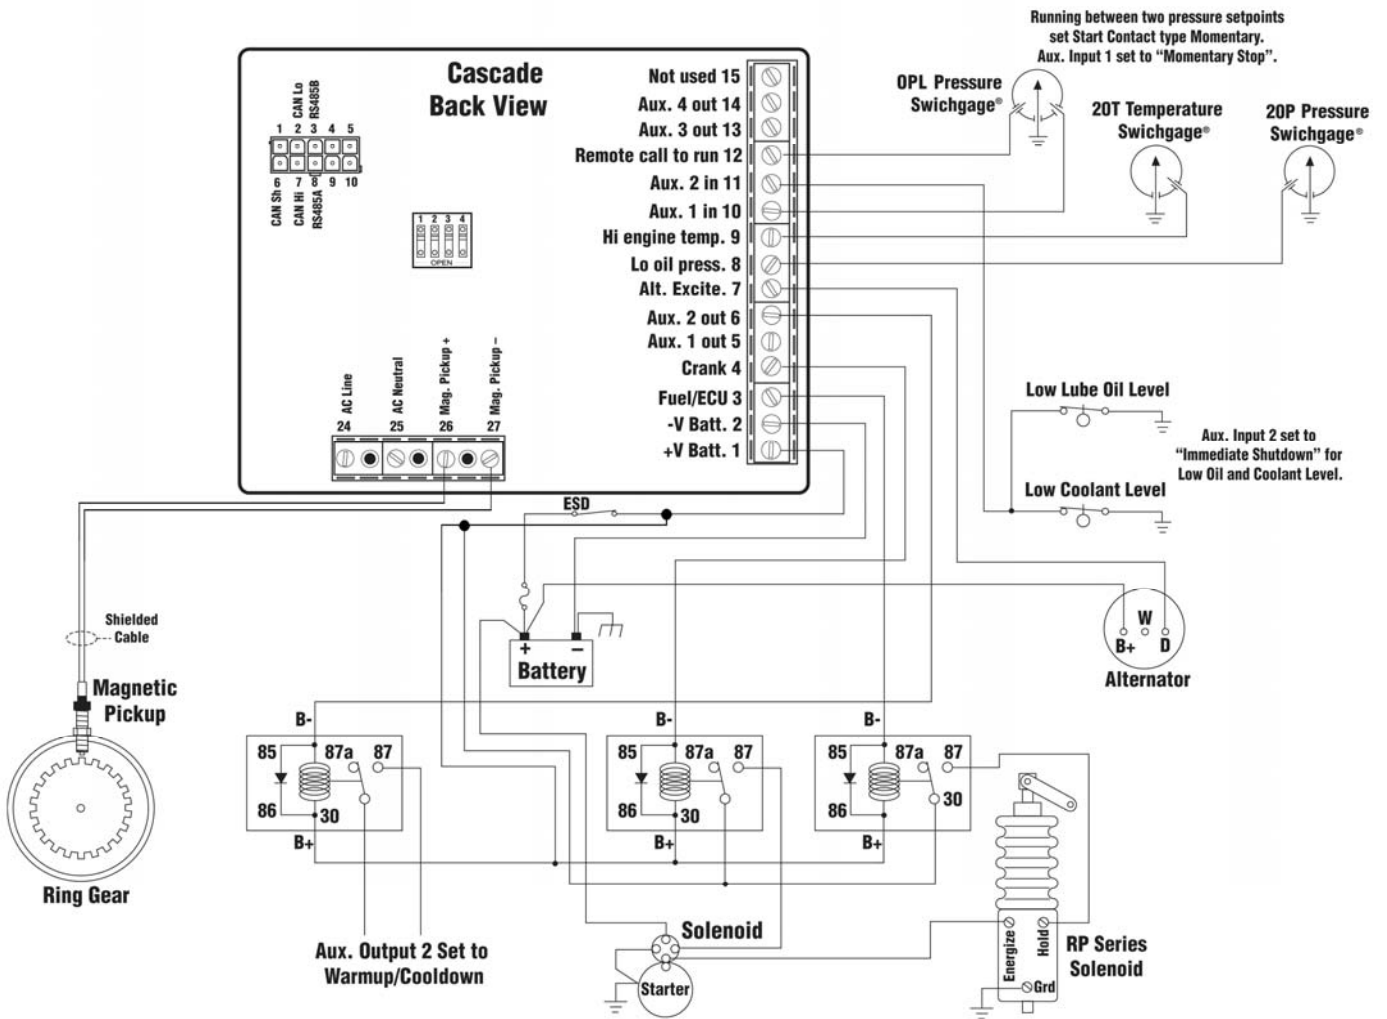 Running between two pressure setpoints
set Start Contact type Momentary.
Aux. Input 1 set to “Momentary Stop”.
Cascade
Back View
CAN Lo
RS485B
1 2 3 4 5
6 7 8 9 10
CAN Sh
CAN Hi
RS485A
1 2 3 4
OPEN
Not used 15
Aux. 4 out 14
Aux. 3 out 13
Remote call to run 12
Aux. 2 in 11
Aux. 1 in 10
Hi engine temp. 9
Lo oil press. 8
Alt. Excite. 7
Aux. 2 out 6
Aux. 1 out 5
Crank 4
Fuel/ECU 3
-V Batt. 2
+V Batt. 1
OPL Pressure
Swichgage®
20T Temperature
Swichgage®
20P Pressure
Swichgage®
AC Line
AC Neutral
Mag. Pickup +
Mag. Pickup –
24 25 26 27
Low Lube Oil Level
Aux. Input 2 set to
“Immediate Shutdown” for
Low Oil and Coolant Level.
Low Coolant Level
ESD
Shielded
Cable
Magnetic
Pickup
Ring Gear
+ –
Battery
W
B+ D
Alternator
B-
85 87a 87
86 30
B+
B-
85 87a 87
86 30
B+
B-
85 87a 87
86 30
B+
Aux. Output 2 Set to
Warmup/Cooldown
Solenoid
Starter
Energize
Hold
Grd
RP Series
Solenoid